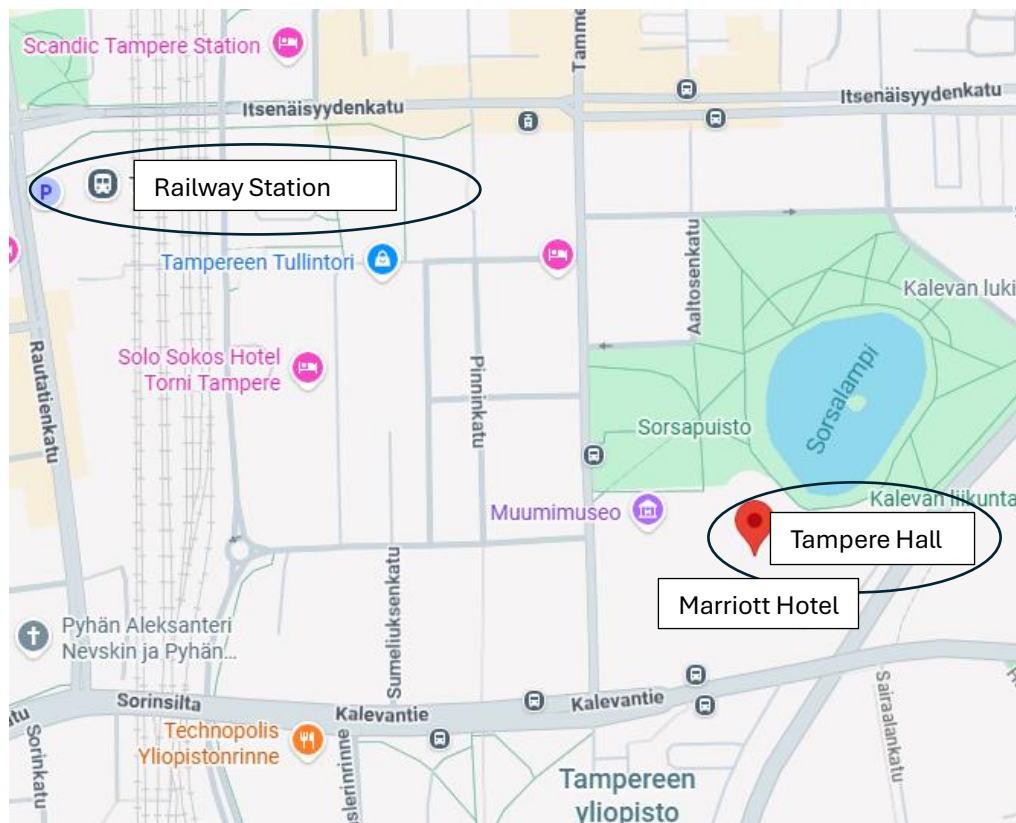 Scandic Tampere Station
Tamme
Itsenäisyydenkatu
Itsenäisyydenkatu
P
Railway Station
Tampereen Tullintori
Aaltosenkatu
Kalevan luki
Rautatienkatu
Solo Sokos Hotel
Torni Tampere
Pinninkatu
Sorsalampi
Sorsapuisto
Kalevan liikunta
Muumimuseo
Tampere Hall
Marriott Hotel
Sumeliuksenkatu
Pyhän Aleksanteri
Nevskin ja Pyhän...
Sorinsilta
Kalevantie
Kalevantie
Sairaalankatu
Sorinkatu
Technopolis
Yliopistonrinne
Tampereen
yliopisto